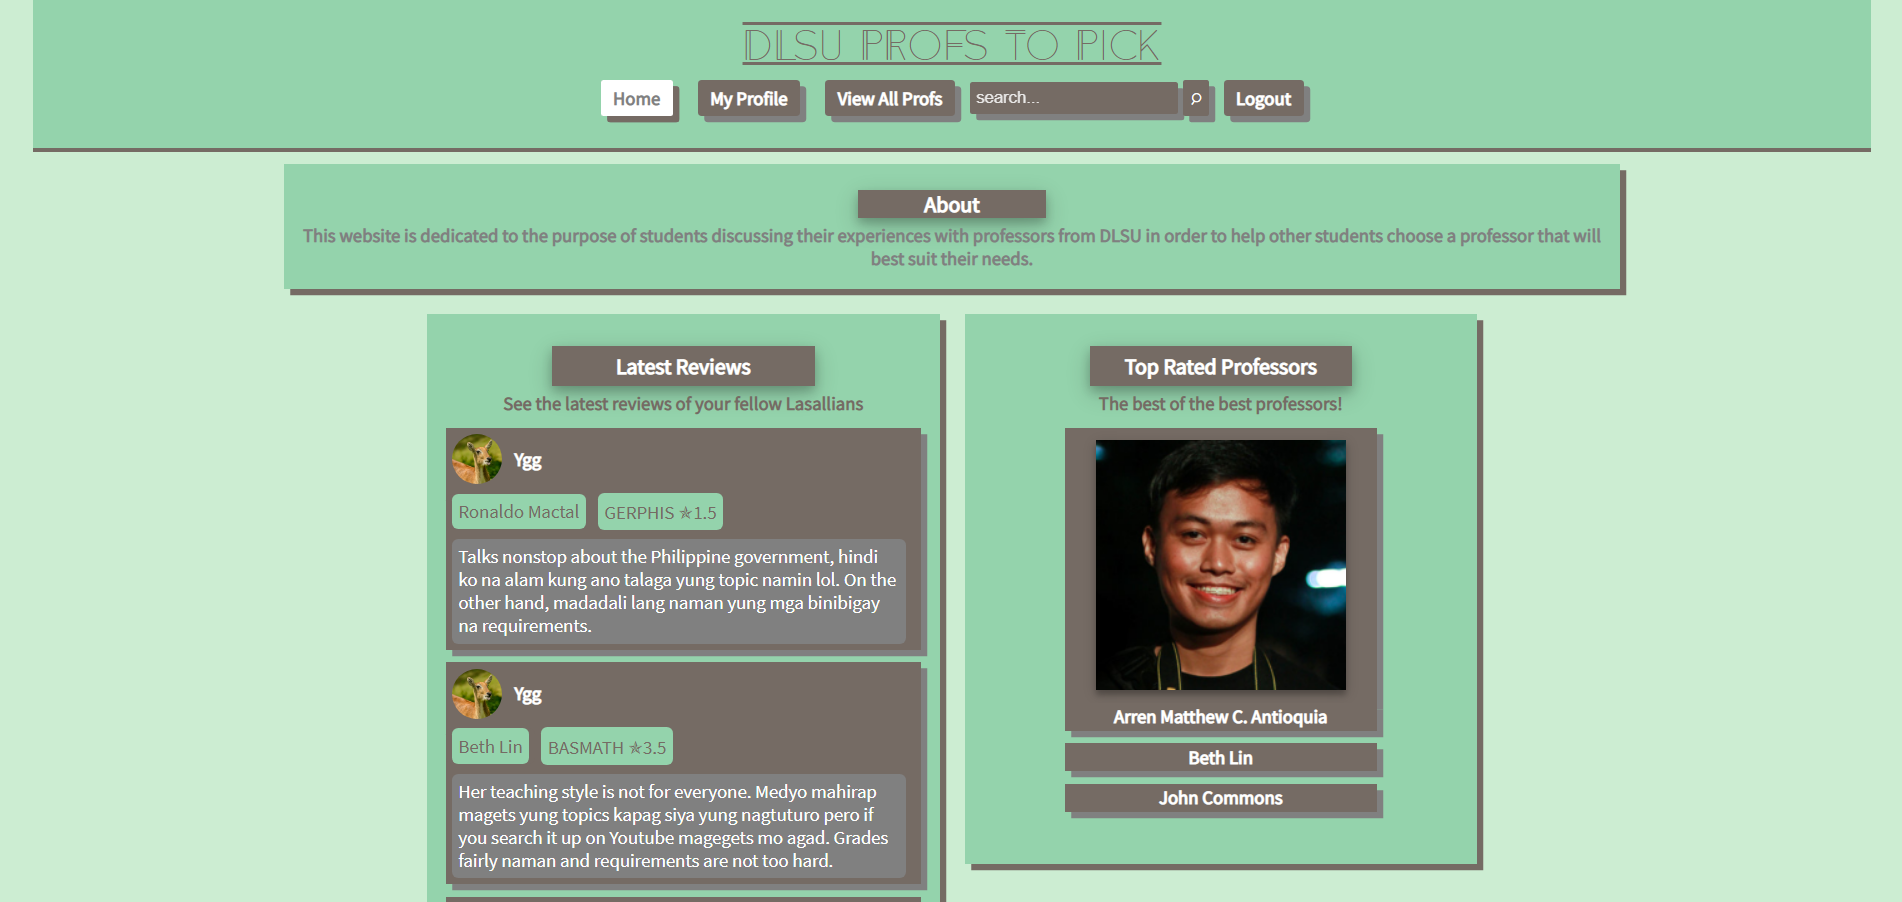 DLSU PROFS TO PICK
Home My Profile View All Profs search... Logout
About
This website is dedicated to the purpose of students discussing their experiences with professors from DLSU in order to help other students choose a professor that will
best suit their needs.
Latest Reviews
See the latest reviews of your fellow Lasallians
Ygg
Ronaldo Mactal GERPHIS ✯1.5
Talks nonstop about the Philippine government, hindi
ko na alam kung ano talaga yung topic namin lol. On the
other hand, madadali lang naman yung mga binibigay
na requirements.
Ygg
Beth Lin BASMATH ✯3.5
Her teaching style is not for everyone. Medyo mahirap
magets yung topics kapag siya yung nagtuturo pero if
you search it up on Youtube magegets mo agad. Grades
fairly naman and requirements are not too hard.
Top Rated Professors
The best of the best professors!
Arren Matthew C. Antioquia
Beth Lin
John Commons